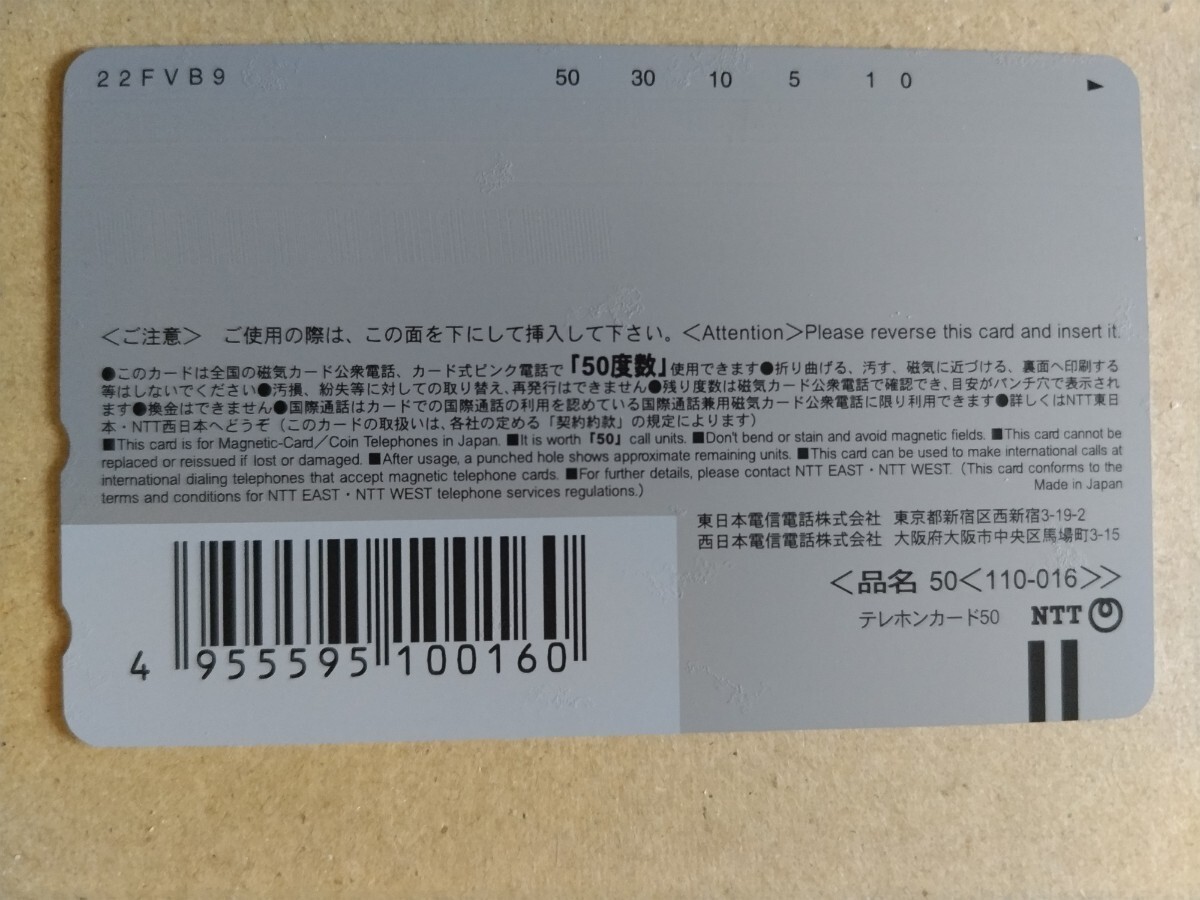 22FVB9 50 30 10 5 1 0 ►
＜ご注意＞ ご使用の際は、この面を下にして挿入して下さい。＜Attention＞Please reverse this card and insert it.
●このカードは全国の磁気カード公衆電話、カード式ピンク電話で「50度数」使用できます●折り曲げる、汚す、磁気に近づける、裏面へ印刷する
等はしないでください●汚損、紛失等に対しての取り替え、再発行はできません●残り度数は磁気カード公衆電話で確認でき、目安がパンチ穴で表示され
ます●換金はできません●国際通話はカードでの国際通話の利用を認めている国際通話兼用磁気カード公衆電話に限り利用できます●詳しくはNTT東日
本・NTT西日本へどうぞ（このカードの取扱いは、各社の定める「契約約款」の規定によります）
■This card is for Magnetic-Card／Coin Telephones in Japan. ■It is worth「50」call units. ■Don't bend or stain and avoid magnetic fields. ■This card cannot be
replaced or reissued if lost or damaged. ■After usage, a punched hole shows approximate remaining units. ■This card can be used to make international calls at
international dialing telephones that accept magnetic telephone cards. ■For further details, please contact NTT EAST・NTT WEST.（This card conforms to the
terms and conditions for NTT EAST・NTT WEST telephone services regulations.）
Made in Japan
東日本電信電話株式会社 東京都新宿区西新宿3-19-2
西日本電信電話株式会社 大阪府大阪市中央区馬場町3-15
＜品名 50＜110-016＞＞
テレホンカード50 NTT
4 955595 100160